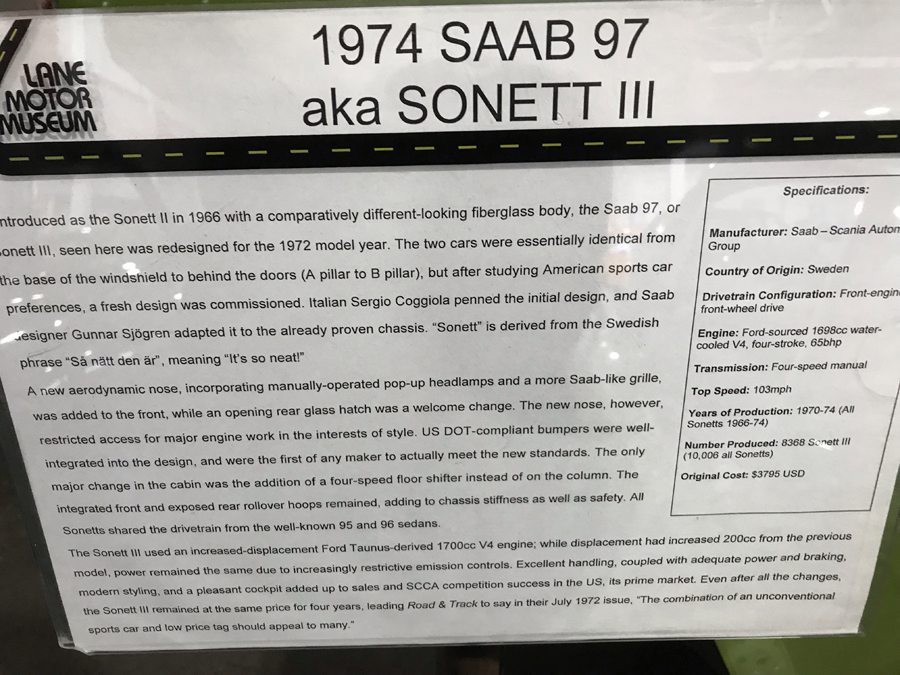 LANE
MOTOR
MUSEUM
1974 SAAB 97
aka SONETT III
ntroduced as the Sonett II in 1966 with a comparatively different-looking fiberglass body, the Saab 97, or
onett III, seen here was redesigned for the 1972 model year. The two cars were essentially identical from
the base of the windshield to behind the doors (A pillar to B pillar), but after studying American sports car
preferences, a fresh design was commissioned. Italian Sergio Coggiola penned the initial design, and Saab
designer Gunnar Sjögren adapted it to the already proven chassis. “Sonett” is derived from the Swedish
phrase “Så nätt den är”, meaning “It’s so neat!”
A new aerodynamic nose, incorporating manually-operated pop-up headlamps and a more Saab-like grille,
was added to the front, while an opening rear glass hatch was a welcome change. The new nose, however,
restricted access for major engine work in the interests of style. US DOT-compliant bumpers were well-
integrated into the design, and were the first of any maker to actually meet the new standards. The only
major change in the cabin was the addition of a four-speed floor shifter instead of on the column. The
integrated front and exposed rear rollover hoops remained, adding to chassis stiffness as well as safety. All
Sonetts shared the drivetrain from the well-known 95 and 96 sedans.
The Sonett III used an increased-displacement Ford Taunus-derived 1700cc V4 engine; while displacement had increased 200cc from the previous
model, power remained the same due to increasingly restrictive emission controls. Excellent handling, coupled with adequate power and braking,
modern styling, and a pleasant cockpit added up to sales and SCCA competition success in the US, its prime market. Even after all the changes,
the Sonett III remained at the same price for four years, leading Road & Track to say in their July 1972 issue, “The combination of an unconventional
sports car and low price tag should appeal to many.”
Specifications:
Manufacturer: Saab–Scania Autom
Group
Country of Origin: Sweden
Drivetrain Configuration: Front-engine
front-wheel drive
Engine: Ford-sourced 1698cc water-
cooled V4, four-stroke, 65bhp
Transmission: Four-speed manual
Top Speed: 103mph
Years of Production: 1970-74 (All
Sonetts 1966-74)
Number Produced: 8368 Sonett III
(10,006 all Sonetts)
Original Cost: $3795 USD